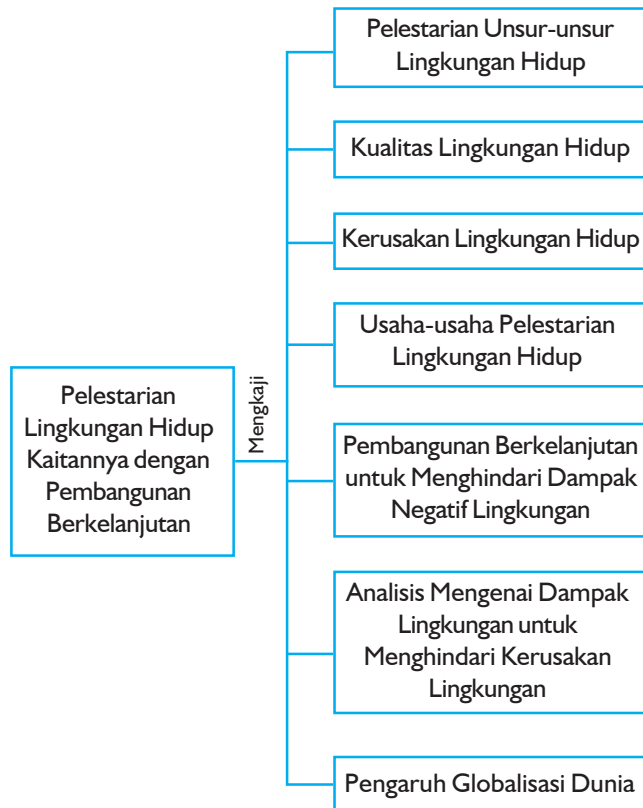 Pelestarian
Lingkungan Hidup
Kaitannya dengan
Pembangunan
Berkelanjutan
Mengkaji
Pelestarian Unsur-unsur
Lingkungan Hidup
Kualitas Lingkungan Hidup
Kerusakan Lingkungan Hidup
Usaha-usaha Pelestarian
Lingkungan Hidup
Pembangunan Berkelanjutan
untuk Menghindari Dampak
Negatif Lingkungan
Analisis Mengenai Dampak
Lingkungan untuk
Menghindari Kerusakan
Lingkungan
Pengaruh Globalisasi Dunia